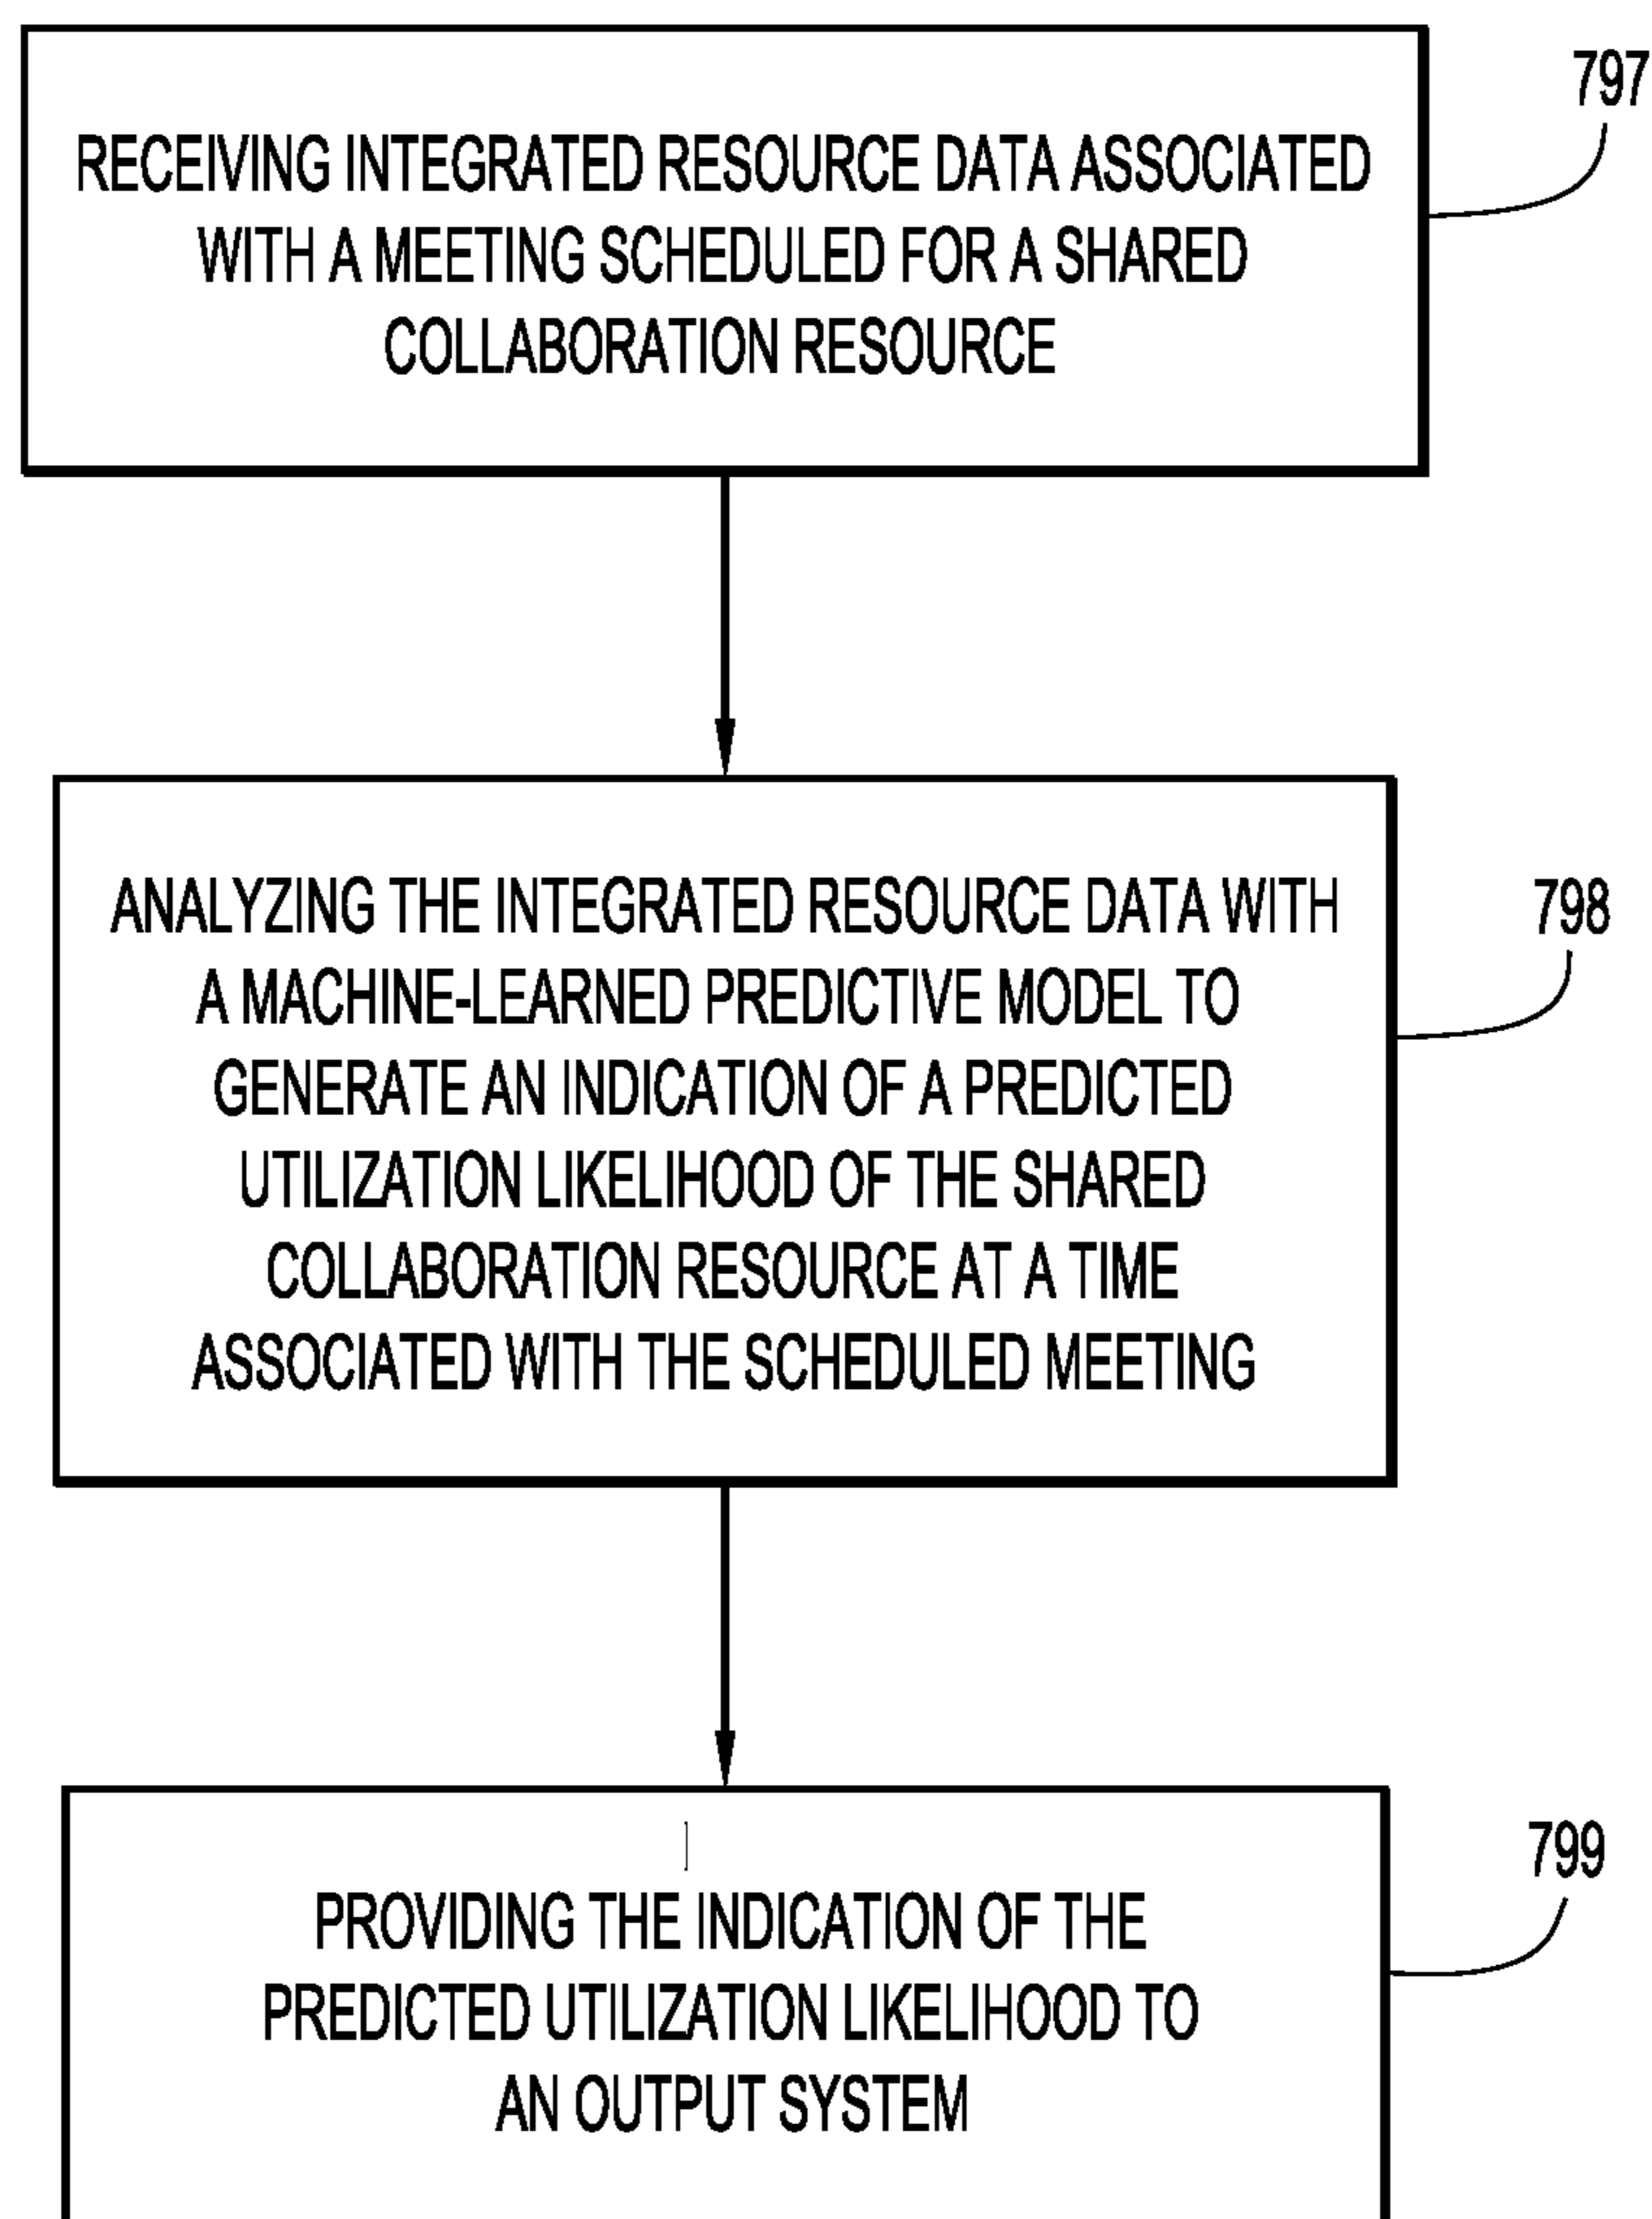 797
RECEIVING INTEGRATED RESOURCE DATA ASSOCIATED
WITH A MEETING SCHEDULED FOR A SHARED
COLLABORATION RESOURCE
798
ANALYZING THE INTEGRATED RESOURCE DATA WITH
A MACHINE-LEARNED PREDICTIVE MODEL TO
GENERATE AN INDICATION OF A PREDICTED
UTILIZATION LIKELIHOOD OF THE SHARED
COLLABORATION RESOURCE AT A TIME
ASSOCIATED WITH THE SCHEDULED MEETING
799
PROVIDING THE INDICATION OF THE
PREDICTED UTILIZATION LIKELIHOOD TO
AN OUTPUT SYSTEM